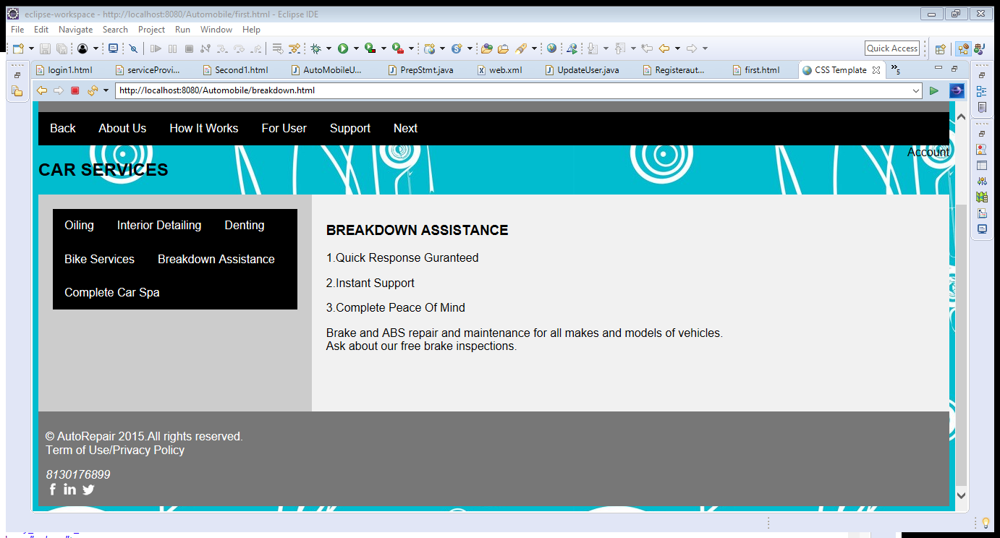 eclipse-workspace - http://localhost:8080/Automobile/first.html - Eclipse IDE
File Edit Navigate Search Project Run Window Help
Quick Access
login1.html serviceProvi... Second1.html AutoMobileU... PrepStmt.java web.xml UpdateUser.java Registeraut... first.html CSS Template »5
http://localhost:8080/Automobile/breakdown.html
Back About Us How It Works For User Support Next
Account
CAR SERVICES
Oiling Interior Detailing Denting
Bike Services Breakdown Assistance
Complete Car Spa
BREAKDOWN ASSISTANCE
1.Quick Response Guranteed
2.Instant Support
3.Complete Peace Of Mind
Brake and ABS repair and maintenance for all makes and models of vehicles.
Ask about our free brake inspections.
© AutoRepair 2015.All rights reserved.
Term of Use/Privacy Policy
8130176899
f in